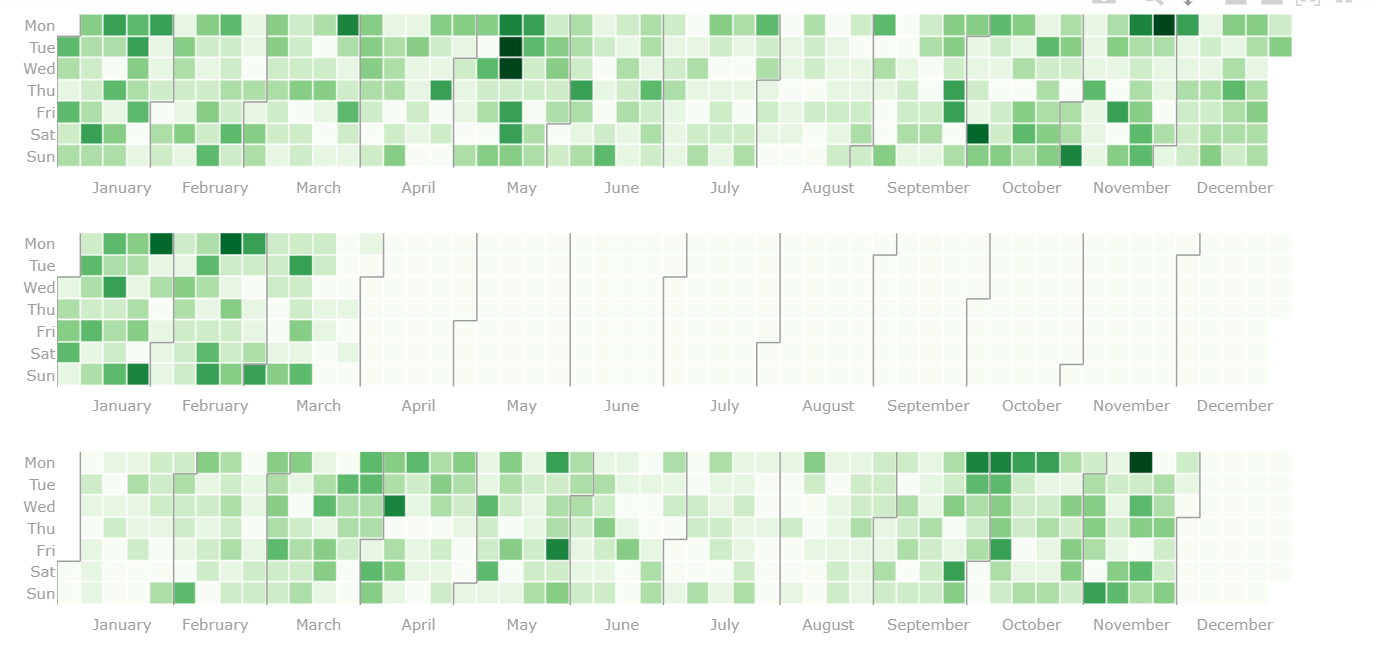 Mon
Tue
Wed
Thu
Fri
Sat
Sun
January February March April May June July August September October November December
Mon
Tue
Wed
Thu
Fri
Sat
Sun
January February March April May June July August September October November December
Mon
Tue
Wed
Thu
Fri
Sat
Sun
January February March April May June July August September October November December